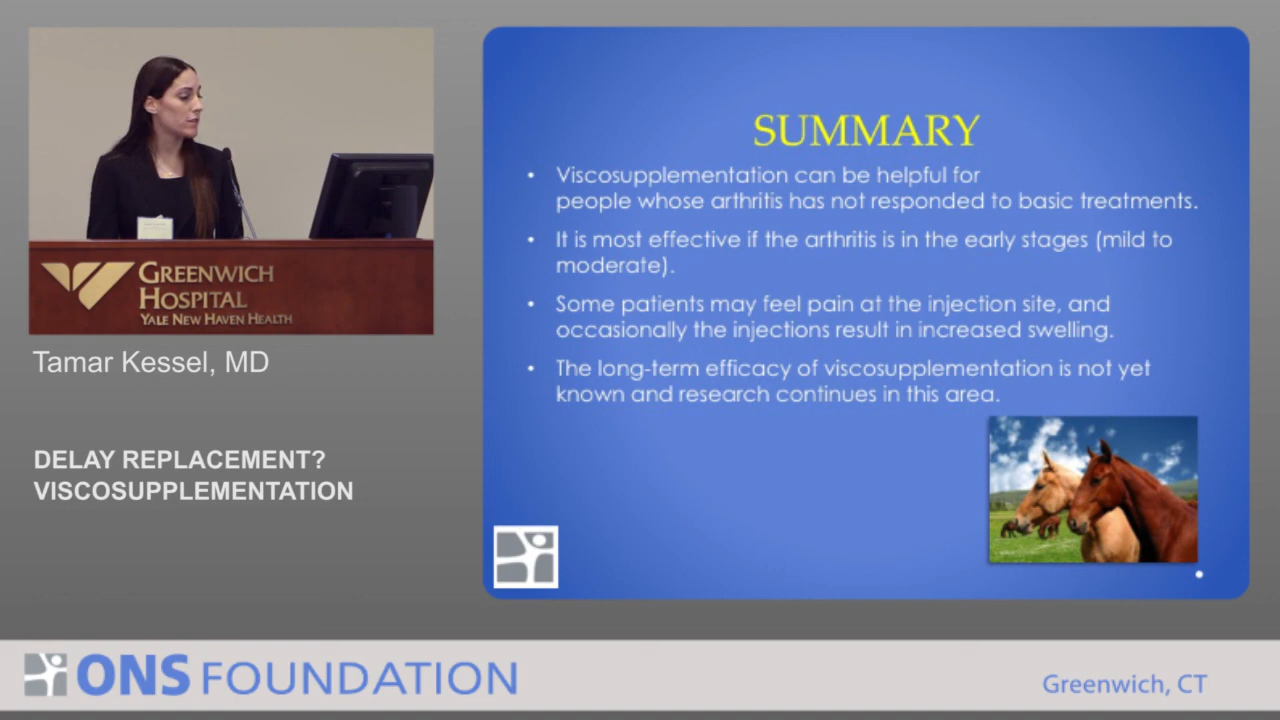 GREENWICH
HOSPITAL
YALE NEW HAVEN HEALTH
Tamar Kessel, MD
DELAY REPLACEMENT?
VISCOSUPPLEMENTATION
SUMMARY
• Viscosupplementation can be helpful for
people whose arthritis has not responded to basic treatments.
• It is most effective if the arthritis is in the early stages (mild to
moderate).
• Some patients may feel pain at the injection site, and
occasionally the injections result in increased swelling.
• The long-term efficacy of viscosupplementation is not yet
known and research continues in this area.
ONS FOUNDATION
Greenwich, CT